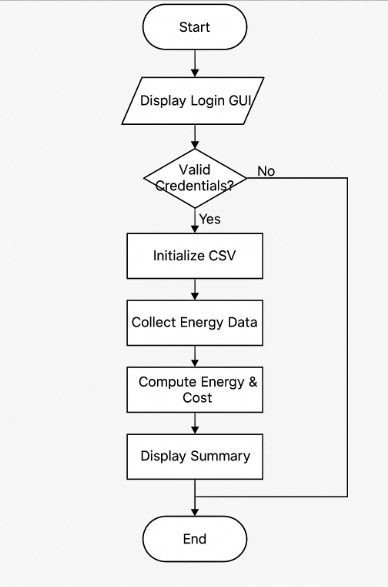 Start
Display Login GUI
Valid
Credentials?
No
Yes
Initialize CSV
Collect Energy Data
Compute Energy &
Cost
Display Summary
End